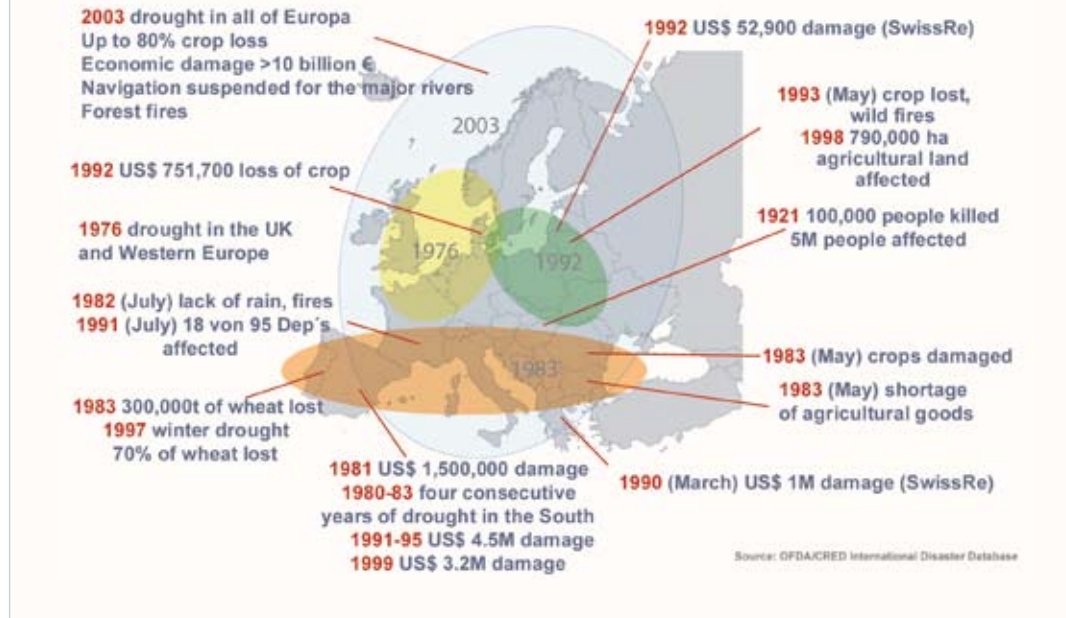 2003 drought in all of Europa
Up to 80% crop loss
Economic damage >10 billion €
Navigation suspended for the major rivers
Forest fires
1992 US$ 52,900 damage (SwissRe)
1993 (May) crop lost,
wild fires
1998 790,000 ha
agricultural land
affected
2003
1992 US$ 751,700 loss of crop
1921 100,000 people killed
5M people affected
1976 drought in the UK
and Western Europe
1976
1992
1982 (July) lack of rain, fires
1991 (July) 18 von 95 Dep´s
affected
1983
1983 (May) crops damaged
1983 (May) shortage
of agricultural goods
1983 300,000t of wheat lost
1997 winter drought
70% of wheat lost
1981 US$ 1,500,000 damage
1980-83 four consecutive
years of drought in the South
1991-95 US$ 4.5M damage
1999 US$ 3.2M damage
1990 (March) US$ 1M damage (SwissRe)
Source: OFDA/CRED International Disaster Database